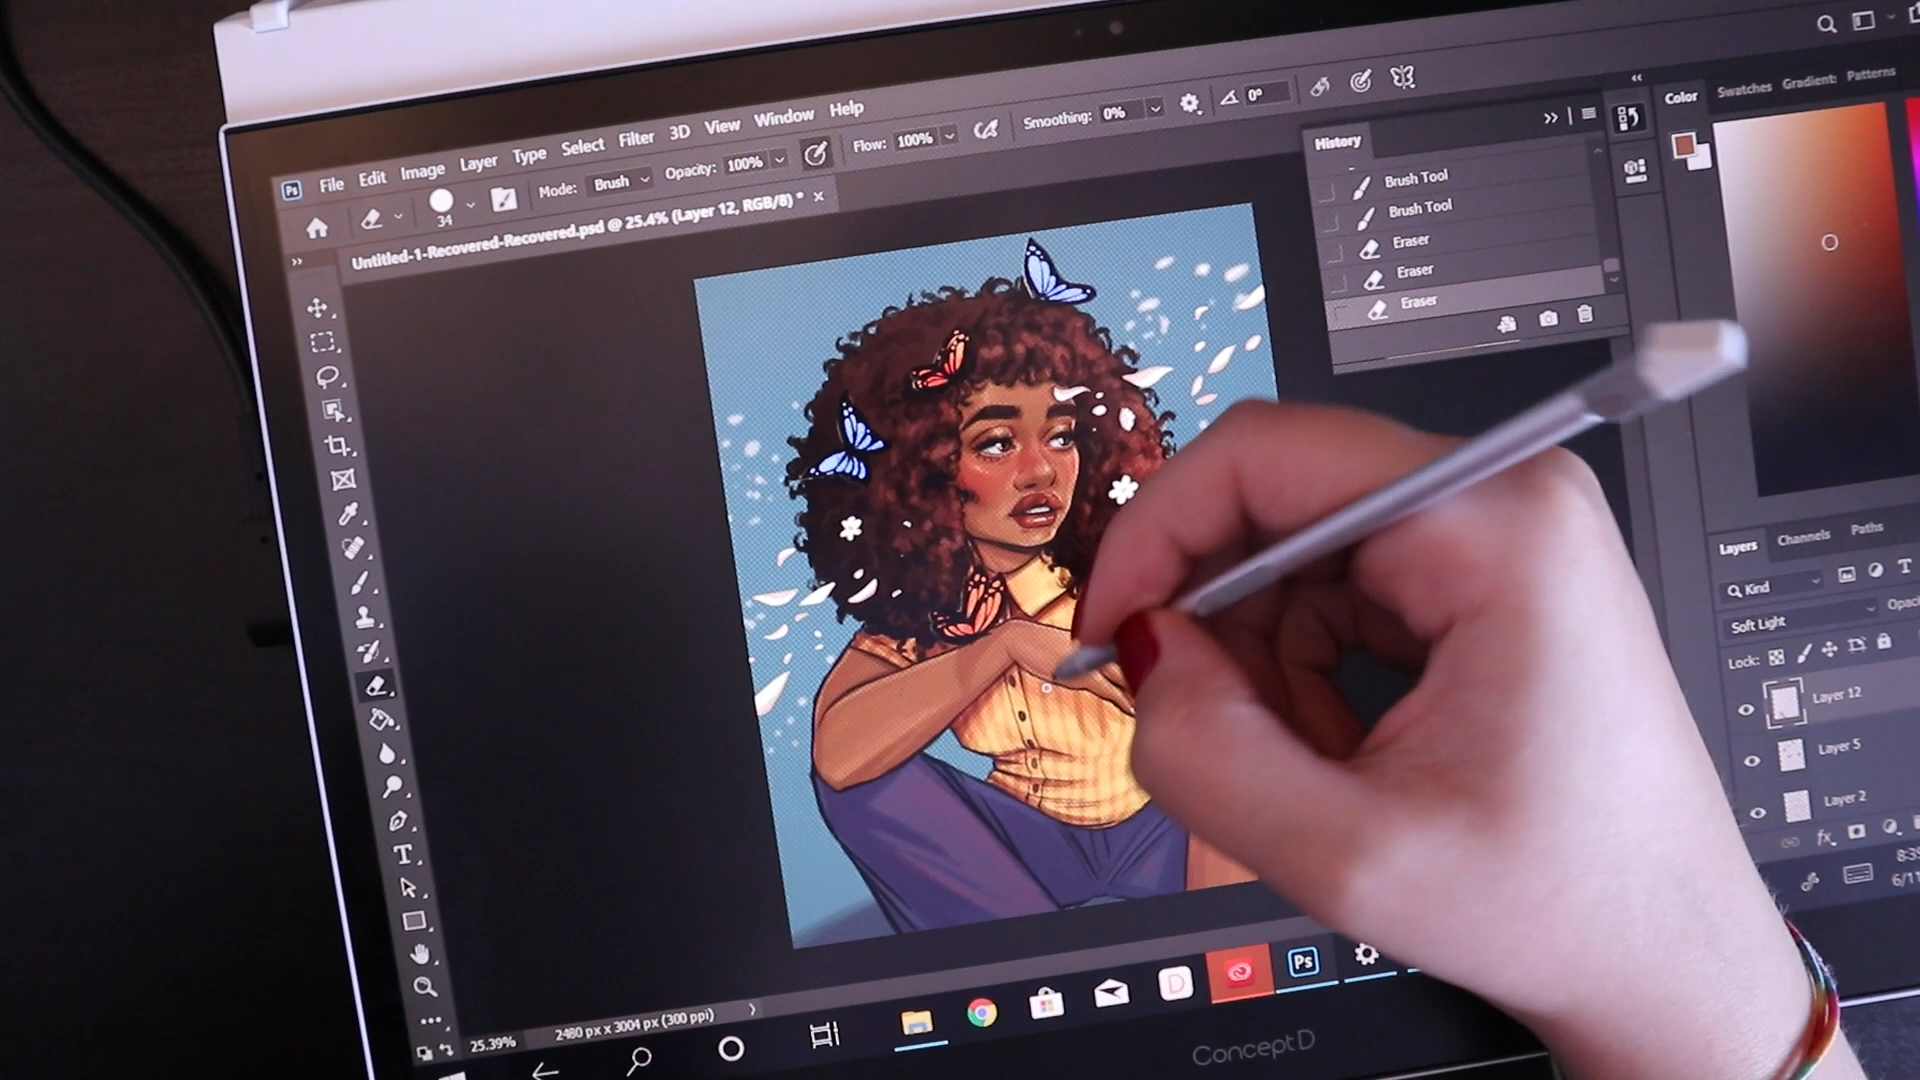 Ps File Edit Image Layer Type Select Filter 3D View Window Help
34 Mode: Brush Opacity: 100% Flow: 100% Smoothing: 0% 0°
Untitled-1-Recovered-Recovered.psd @ 25.4% (Layer 12, RGB/8) * ×
History
Brush Tool
Brush Tool
Eraser
Eraser
Eraser
Color Swatches Gradient: Patterns
Layers Channels Paths
Kind
Soft Light
Lock:
Layer 12
Layer 5
Layer 2
fx
T
25.39% 2480 px x 3004 px (300 ppi)
D Ps
ConceptD